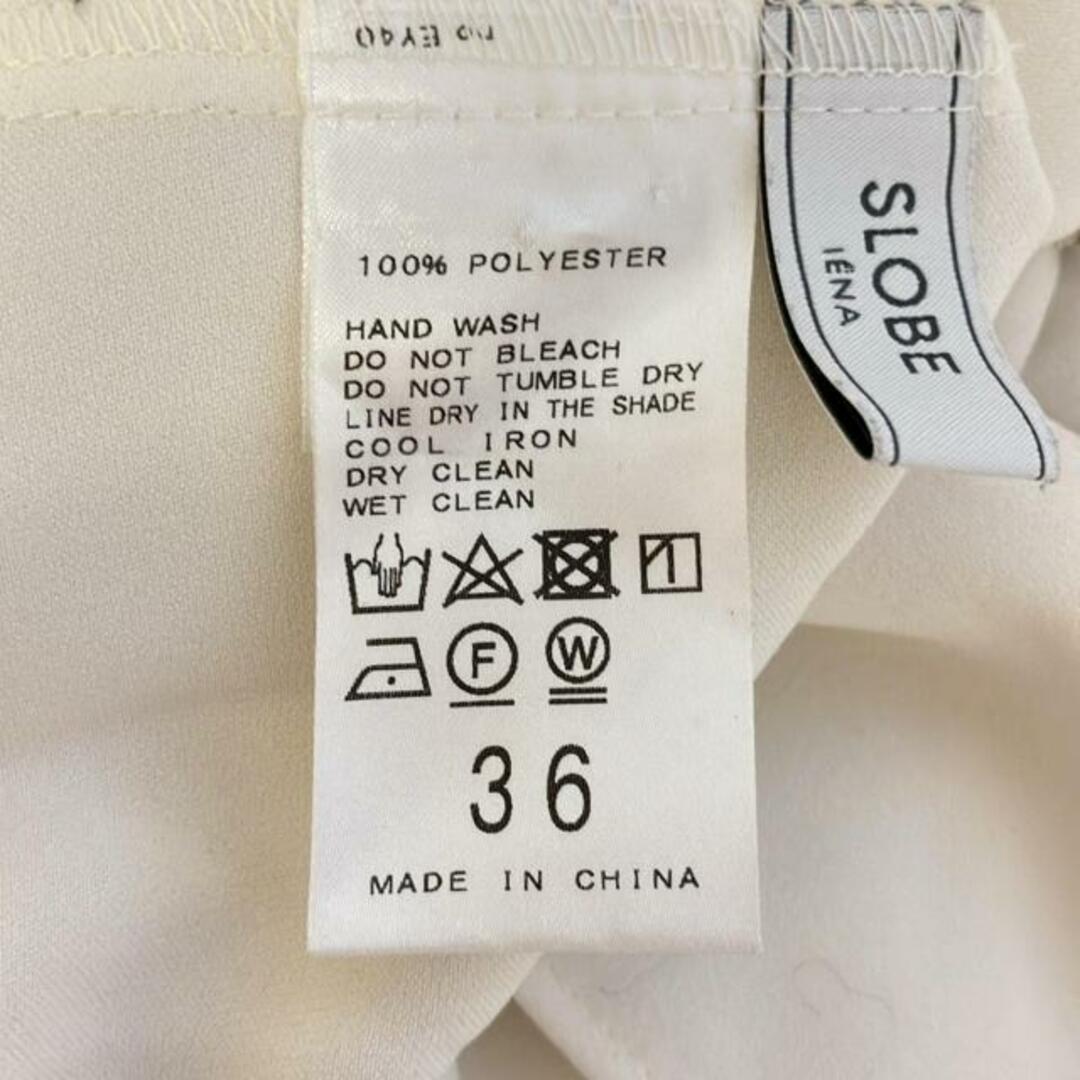 100% POLYESTER
HAND WASH
DO NOT BLEACH
DO NOT TUMBLE DRY
LINE DRY IN THE SHADE
COOL IRON
DRY CLEAN
WET CLEAN
F W
36
MADE IN CHINA
SLOBE
IÉNA